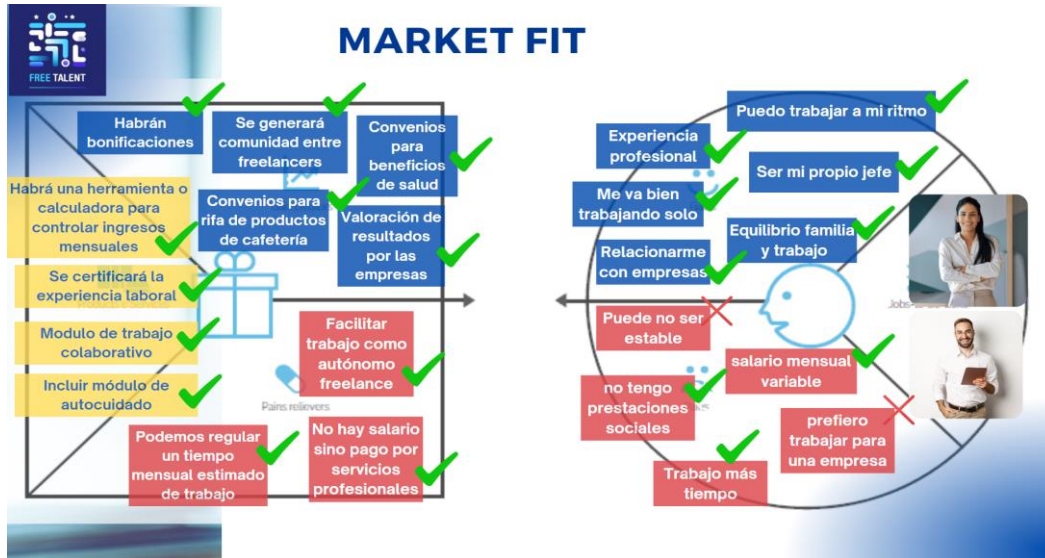 FREE TALENT
MARKET FIT
Habrán
bonificaciones
Se generará
comunidad entre
freelancers
Convenios
para
beneficios
de salud
Habrá una herramienta o
calculadora para
controlar ingresos
mensuales
Convenios para
rifa de productos
de cafetería
Valoración de
resultados
por las
empresas
Se certificará la
experiencia laboral
Modulo de trabajo
colaborativo
Incluir módulo de
autocuidado
Facilitar
trabajo como
autónomo
freelance
Pains relievers
Podemos regular
un tiempo
mensual estimado
de trabajo
No hay salario
sino pago por
servicios
profesionales
Puedo trabajar a mi ritmo
Experiencia
profesional
Ser mi propio jefe
Me va bien
trabajando solo
Equilibrio familia
y trabajo
Relacionarme
con empresas
Puede no ser
estable
salario mensual
variable
no tengo
prestaciones
sociales
prefiero
trabajar para
una empresa
Trabajo más
tiempo